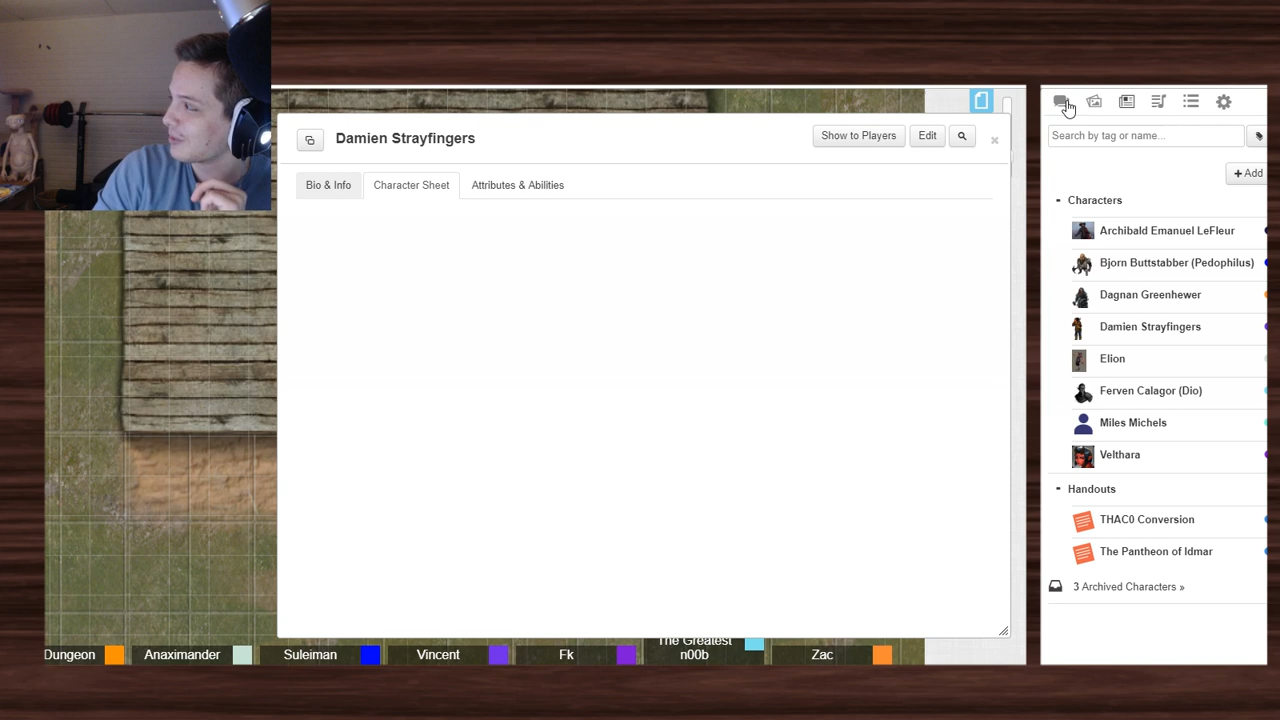 Damien Strayfingers
Show to Players
Edit
Bio & Info
Character Sheet
Attributes & Abilities
Search by tag or name...
+ Add
- Characters
Archibald Emanuel LeFleur
Bjorn Buttstabber (Pedophilus)
Dagnan Greenhewer
Damien Strayfingers
Elion
Ferven Calagor (Dio)
Miles Michels
Velthara
- Handouts
THAC0 Conversion
The Pantheon of Idmar
3 Archived Characters »
Dungeon
Anaximander
Suleiman
Vincent
Fk
The Greatest
n00b
Zac